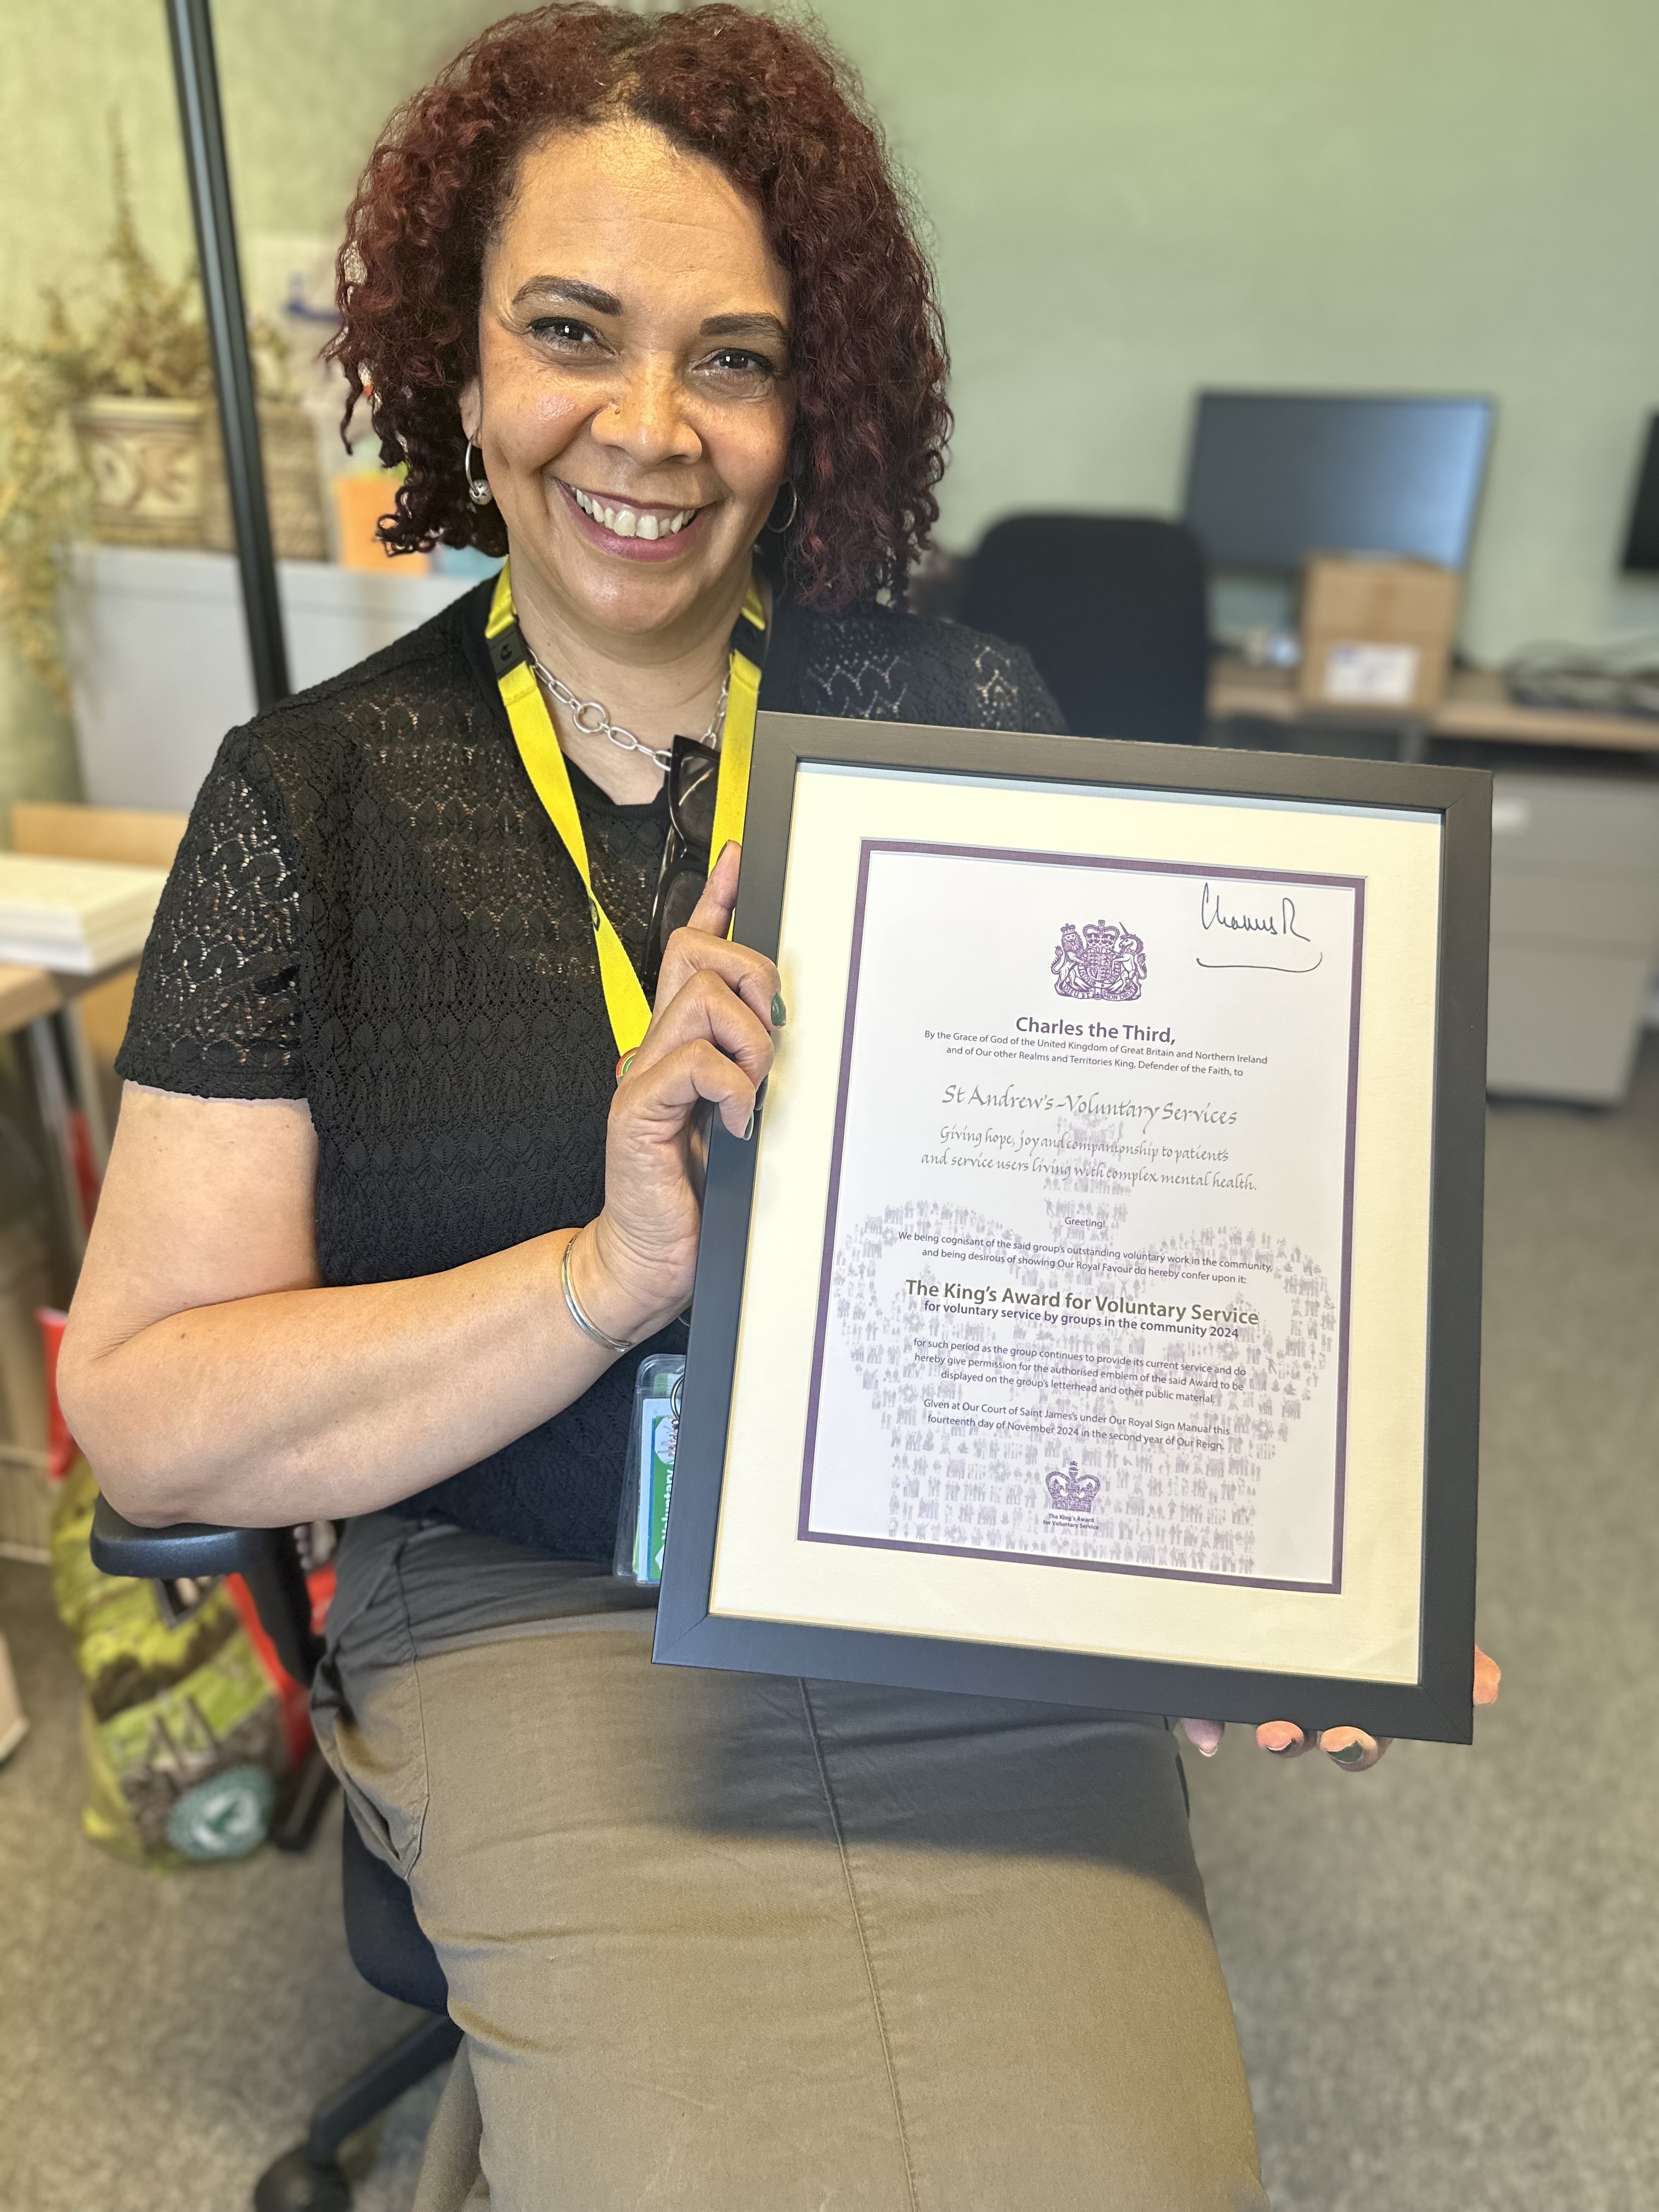 Charles R
Charles the Third,
By the Grace of God of the United Kingdom of Great Britain and Northern Ireland
and of Our other Realms and Territories King, Defender of the Faith, to
St Andrew's - Voluntary Services
Giving hope, joy and companionship to patients
and service users living with complex mental health.
Greeting!
We being cognisant of the said group's outstanding voluntary work in the community,
and being desirous of showing Our Royal Favour do hereby confer upon it:
The King's Award for Voluntary Service
for voluntary service by groups in the community 2024
for such period as the group continues to provide its current service and do
hereby give permission for the authorised emblem of the said Award to be
displayed on the group's letterhead and other public material.
Given at Our Court of Saint James's under Our Royal Sign Manual this
fourteenth day of November 2024 in the second year of Our Reign.
The King's Award
for Voluntary Service
Voluntary